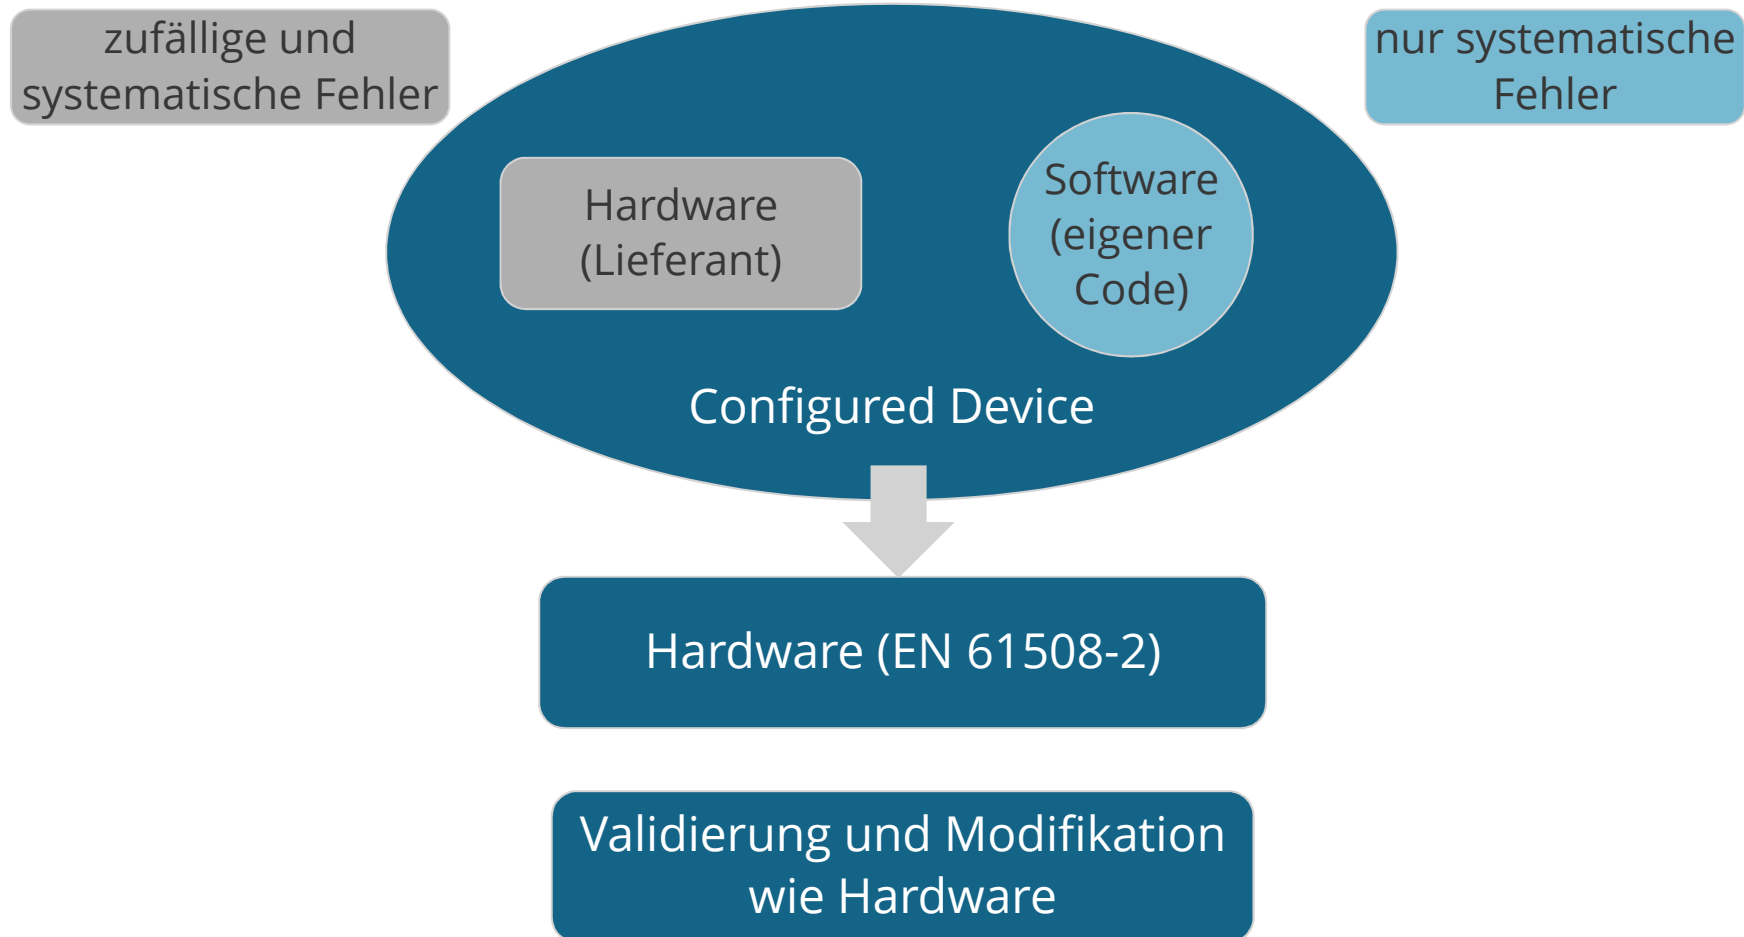 zufällige und
systematische Fehler
nur systematische
Fehler
Hardware
(Lieferant)
Software
(eigener
Code)
Configured Device
Hardware (EN 61508-2)
Validierung und Modifikation
wie Hardware